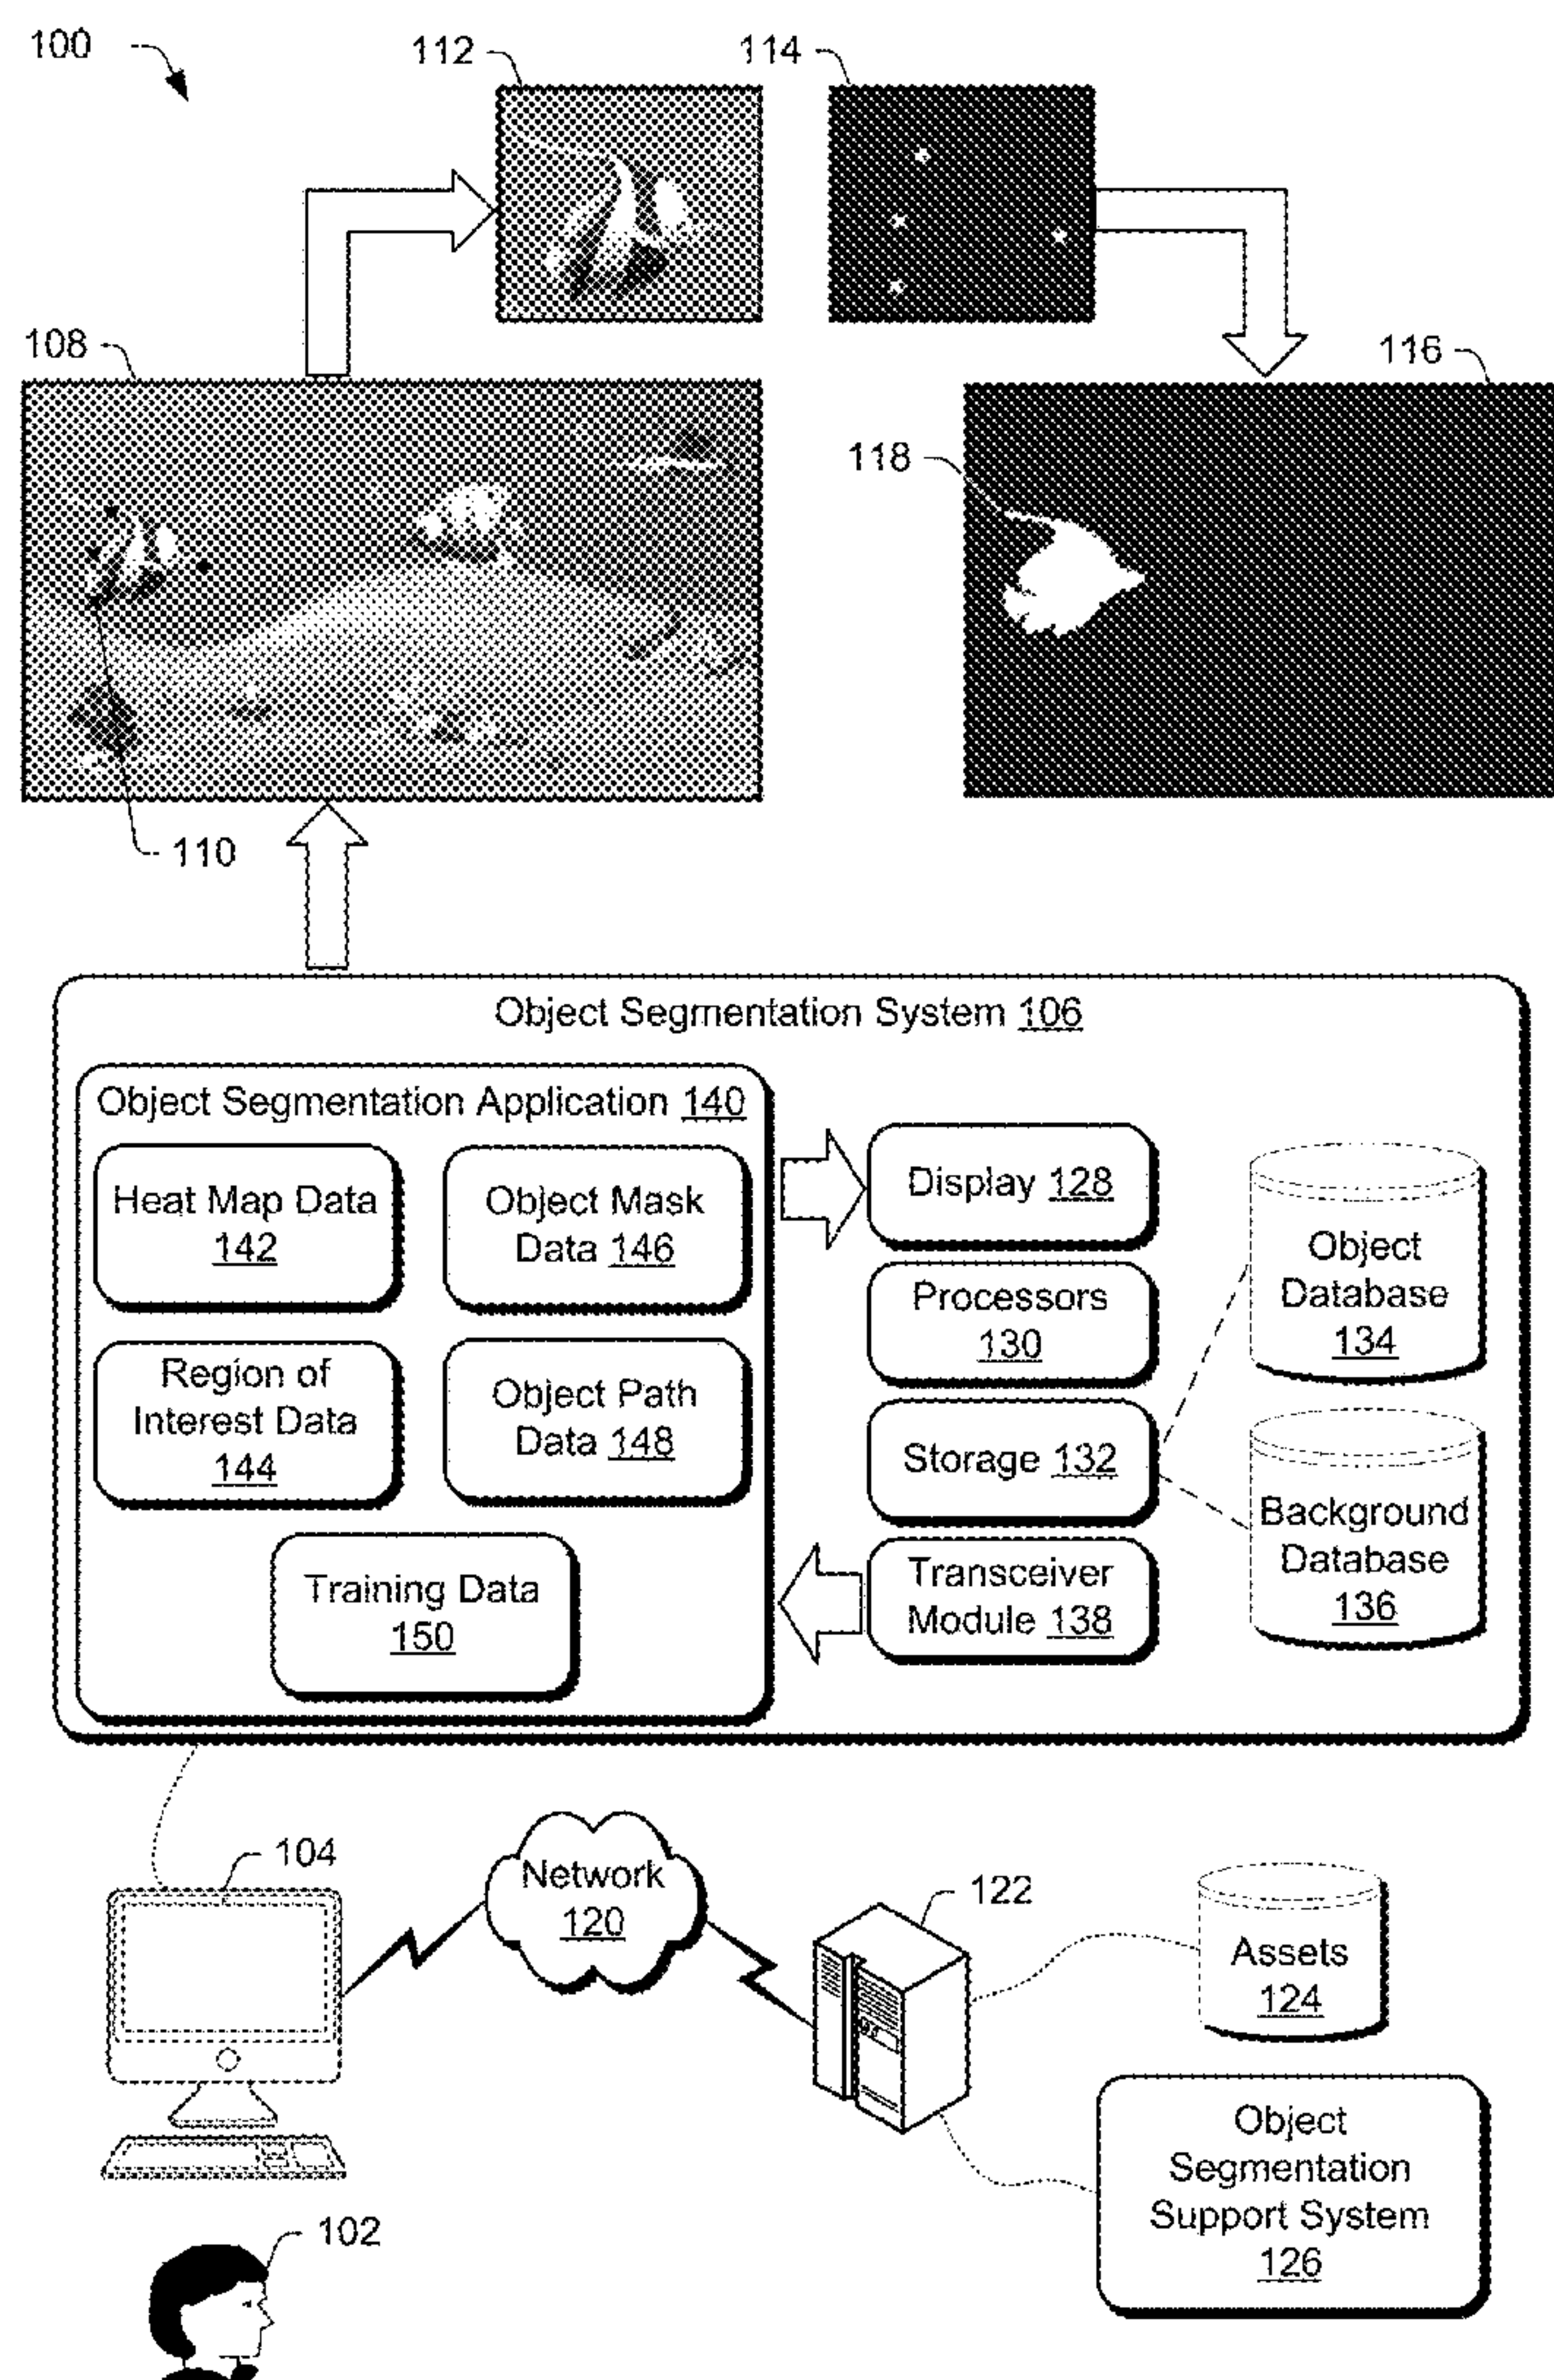 100
112
114
108
116
118
110
Object Segmentation System 106
Object Segmentation Application 140
Heat Map Data
142
Object Mask
Data 146
Region of
Interest Data
144
Object Path
Data 148
Training Data
150
Display 128
Processors
130
Storage 132
Transceiver
Module 138
Object
Database
134
Background
Database
136
104
Network
120
122
Assets
124
Object
Segmentation
Support System
126
102